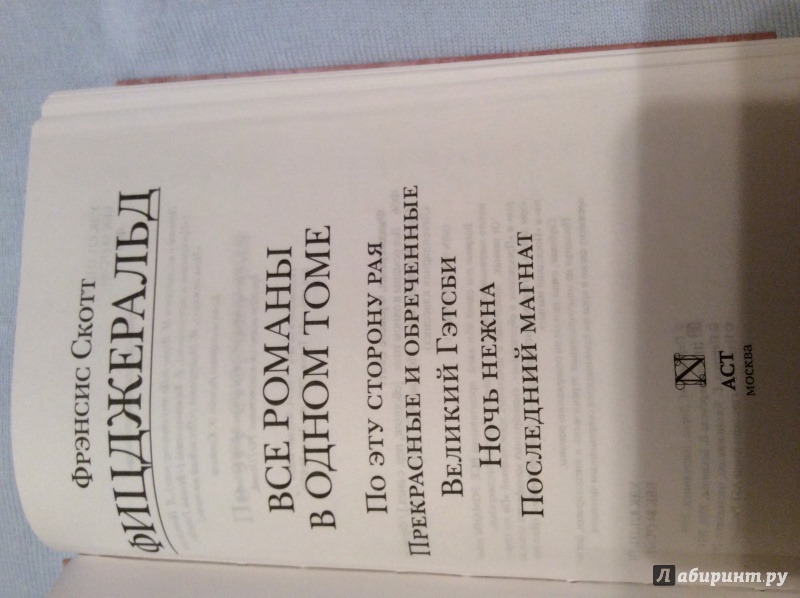 Фрэнсис Скотт
ФИЦДЖЕРАЛЬД
ВСЕ РОМАНЫ
В ОДНОМ ТОМЕ
По эту сторону рая
Прекрасные и обреченные
Великий Гэтсби
Ночь нежна
Последний магнат
АСТ
МОСКВА
Лабиринт.ру